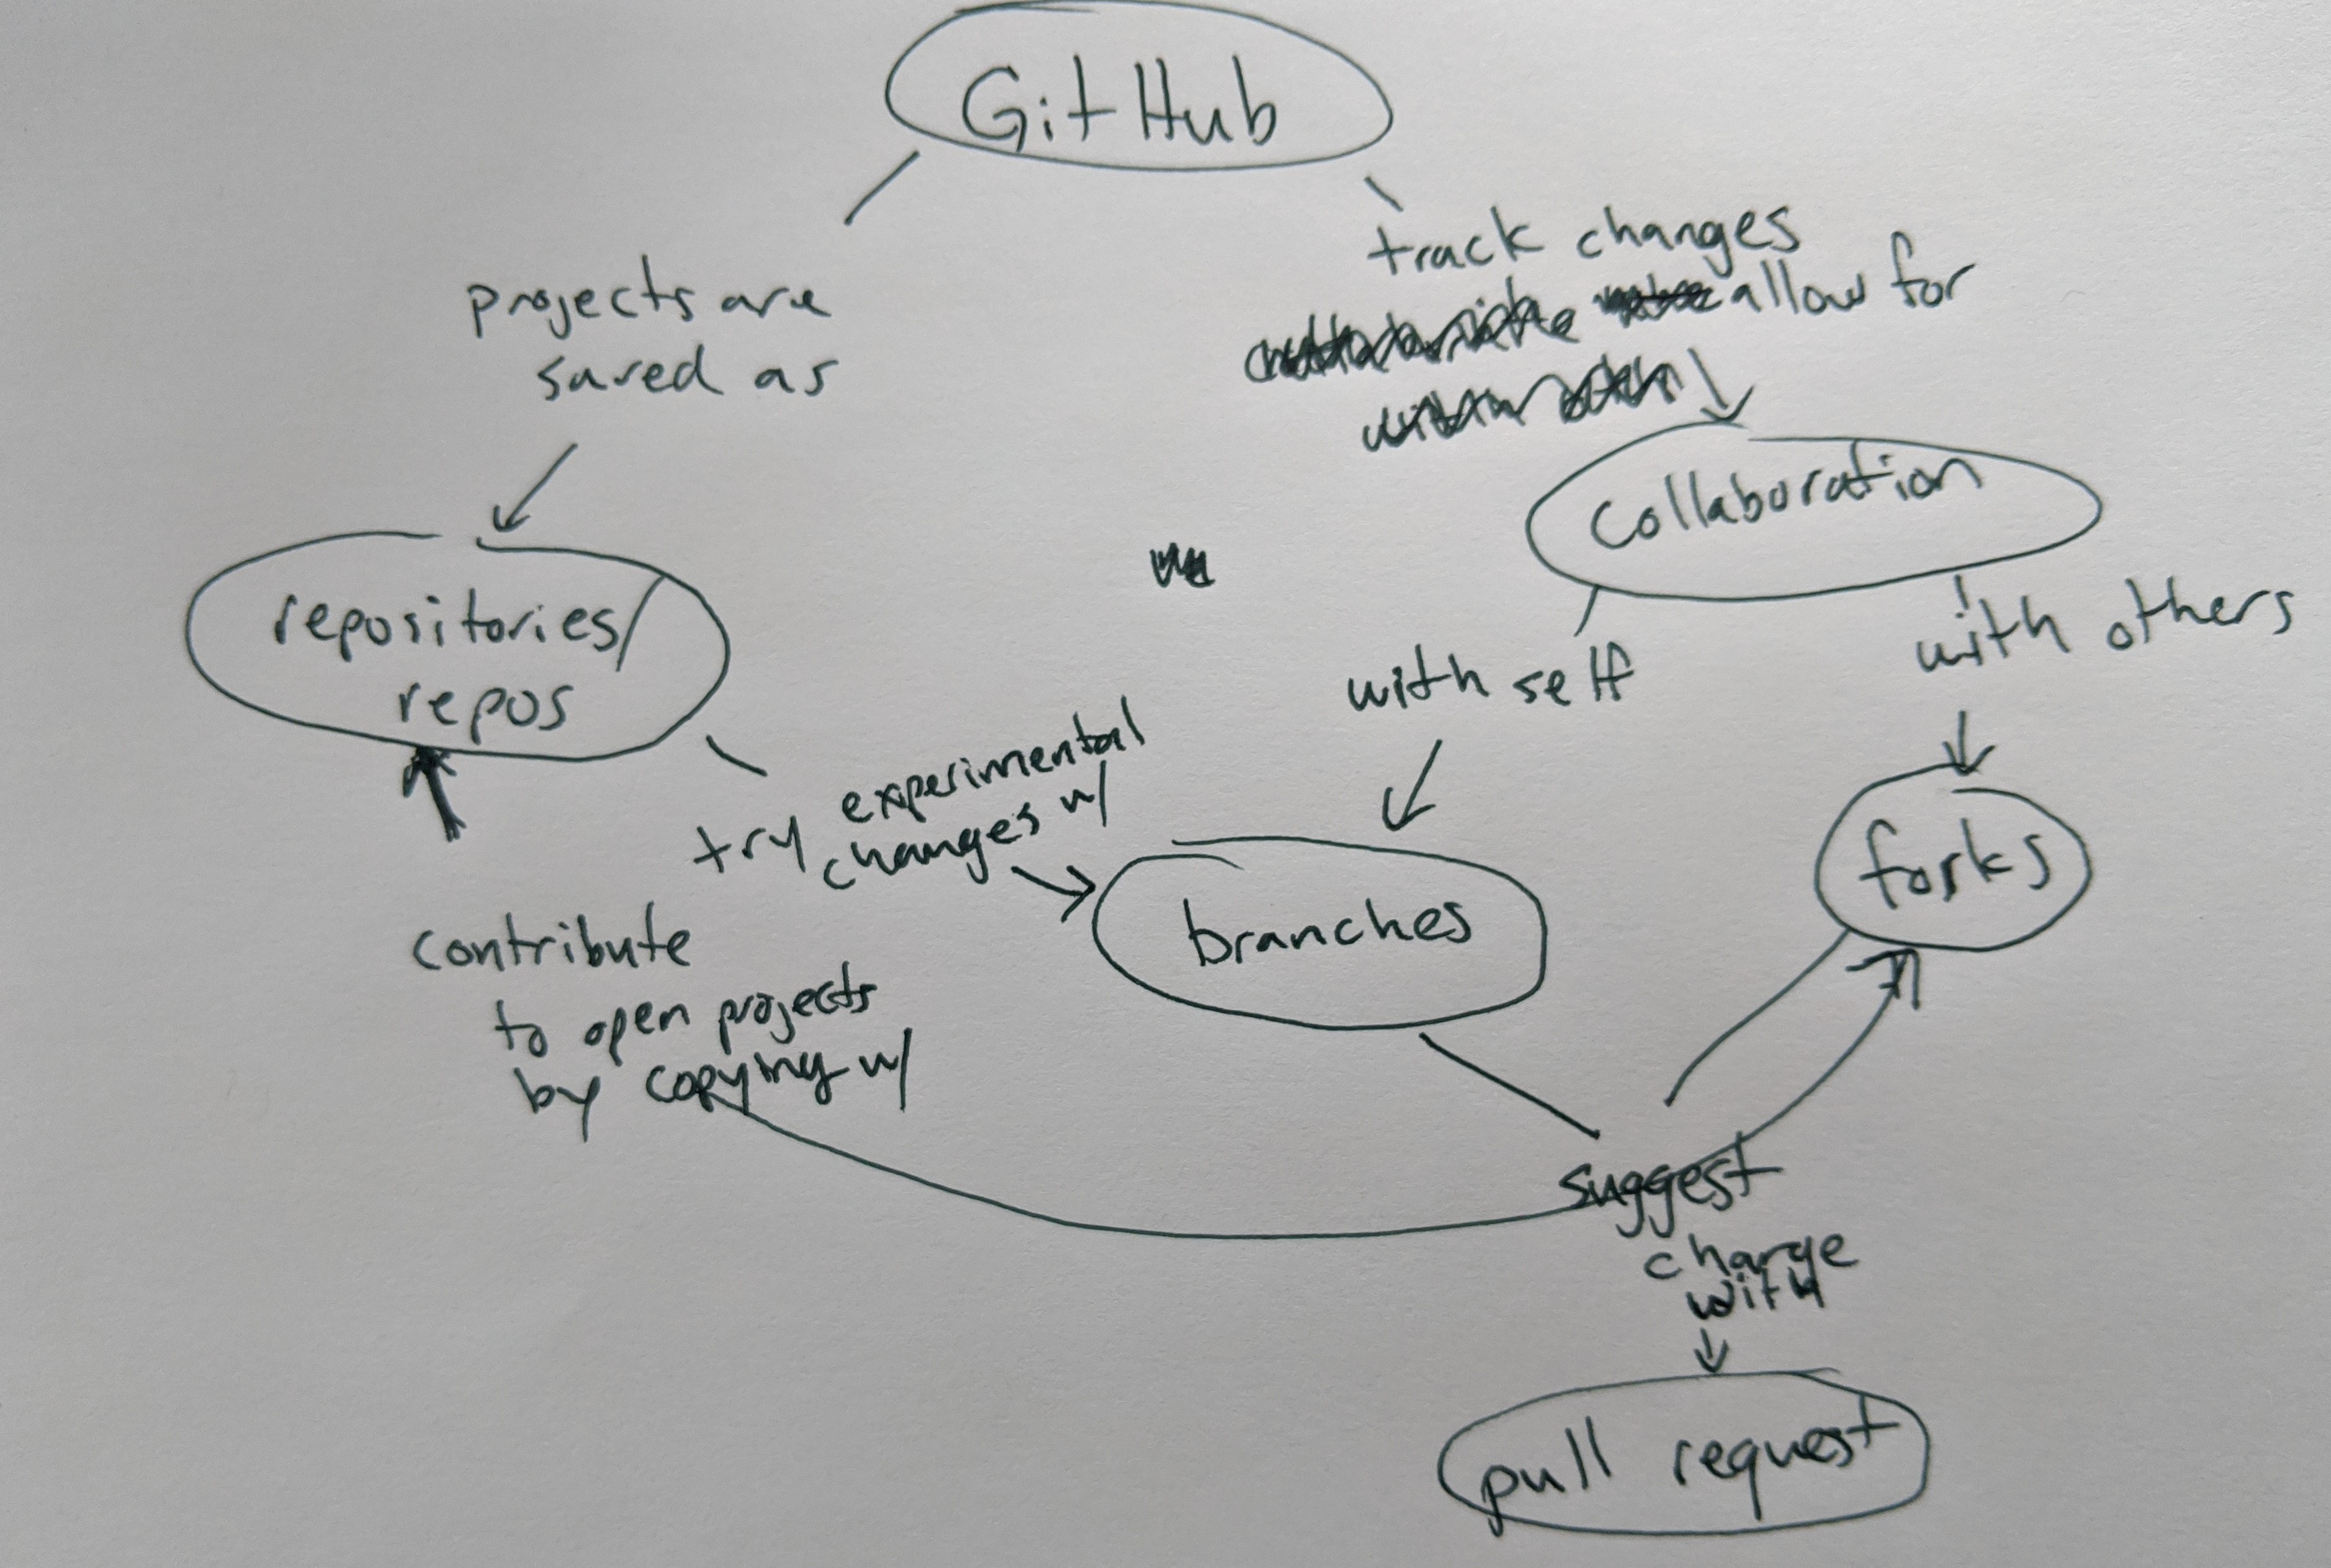 GitHub
track changes
allow for
projects are
saved as
collaboration
repositories/
repos
with others
with self
try experimental
changes w/
forks
branches
contribute
to open projects
by copying w/
suggest
change
with
pull request